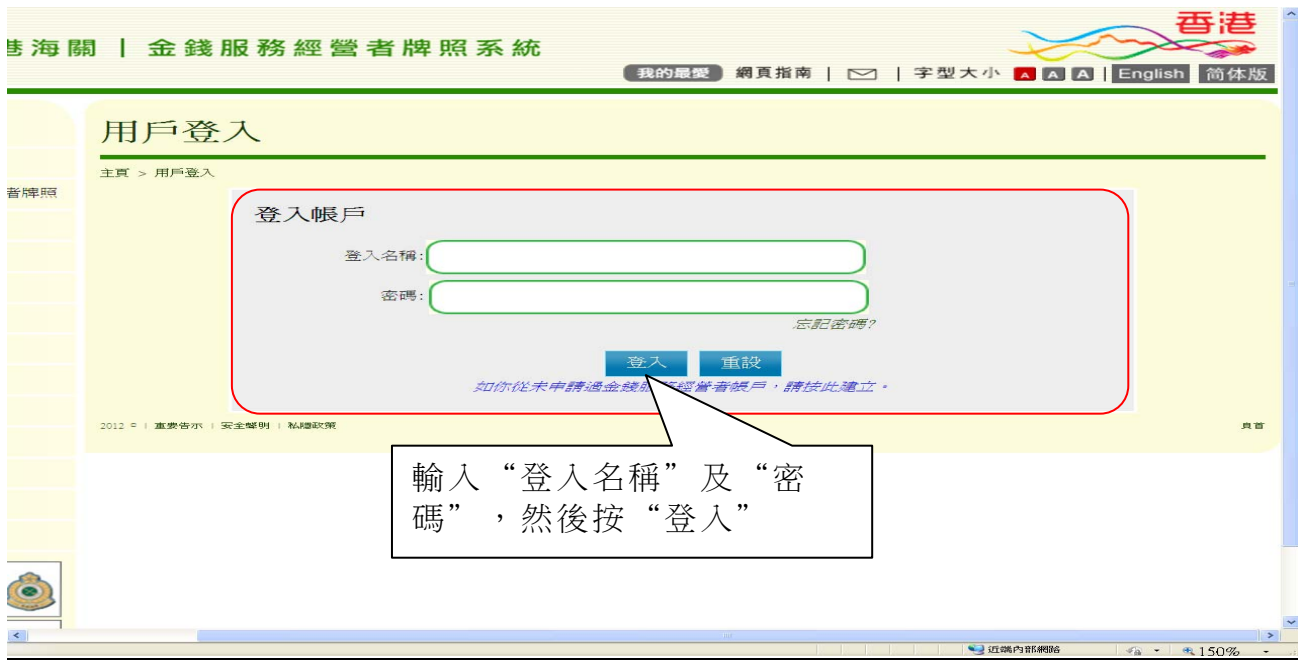 香港
港海關 | 金錢服務經營者牌照系統
我的最愛 網頁指南 | | 字型大小 A A A | English 简体版
用戶登入
主頁 > 用戶登入
者牌照
登入帳戶
登入名稱:
密碼:
忘記密碼?
登入 重設
如你從未申請過金錢服務經營者帳戶，請按此建立。
2012 © | 重要告示 | 安全聲明 | 私隱政策 頁首
輸入“登入名稱”及“密
碼”，然後按“登入”
近端內部網路 150%